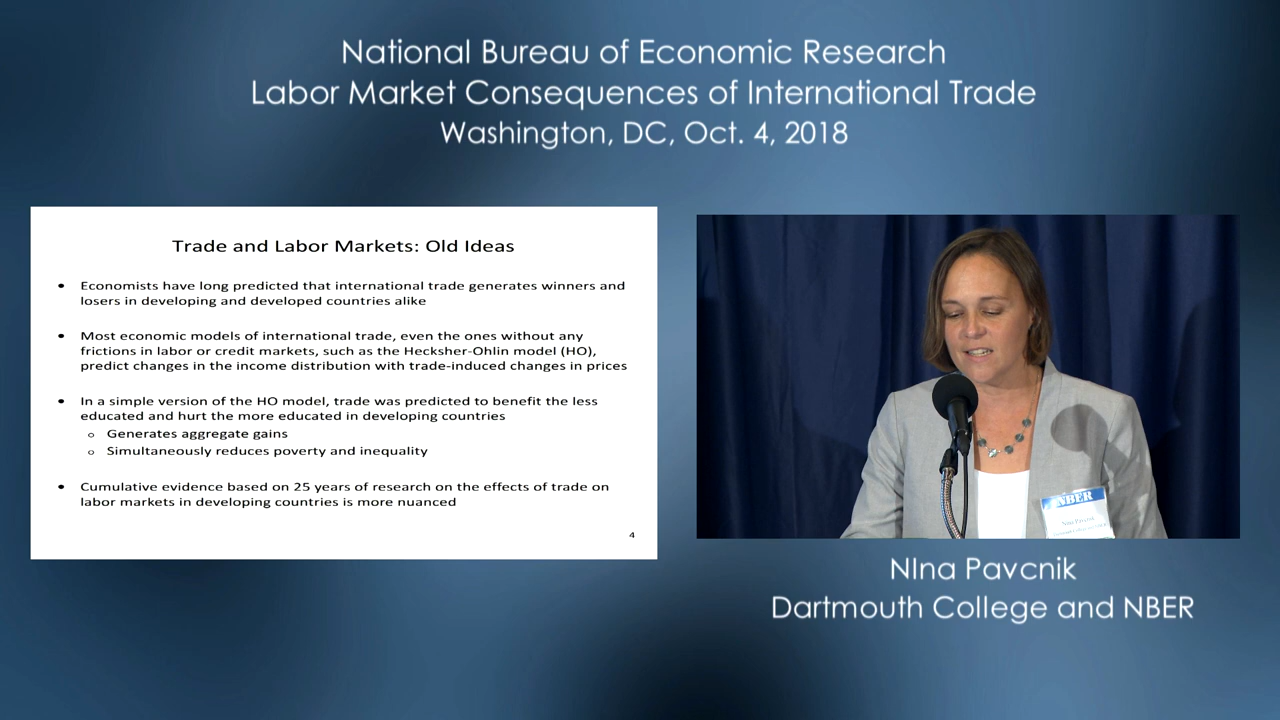 National Bureau of Economic Research
Labor Market Consequences of International Trade
Washington, DC, Oct. 4, 2018
Trade and Labor Markets: Old Ideas
• Economists have long predicted that international trade generates winners and
losers in developing and developed countries alike
• Most economic models of international trade, even the ones without any
frictions in labor or credit markets, such as the Hecksher-Ohlin model (HO),
predict changes in the income distribution with trade-induced changes in prices
• In a simple version of the HO model, trade was predicted to benefit the less
educated and hurt the more educated in developing countries
o Generates aggregate gains
o Simultaneously reduces poverty and inequality
• Cumulative evidence based on 25 years of research on the effects of trade on
labor markets in developing countries is more nuanced
4
NBER
Nina Pavcnik
NIna Pavcnik
Dartmouth College and NBER